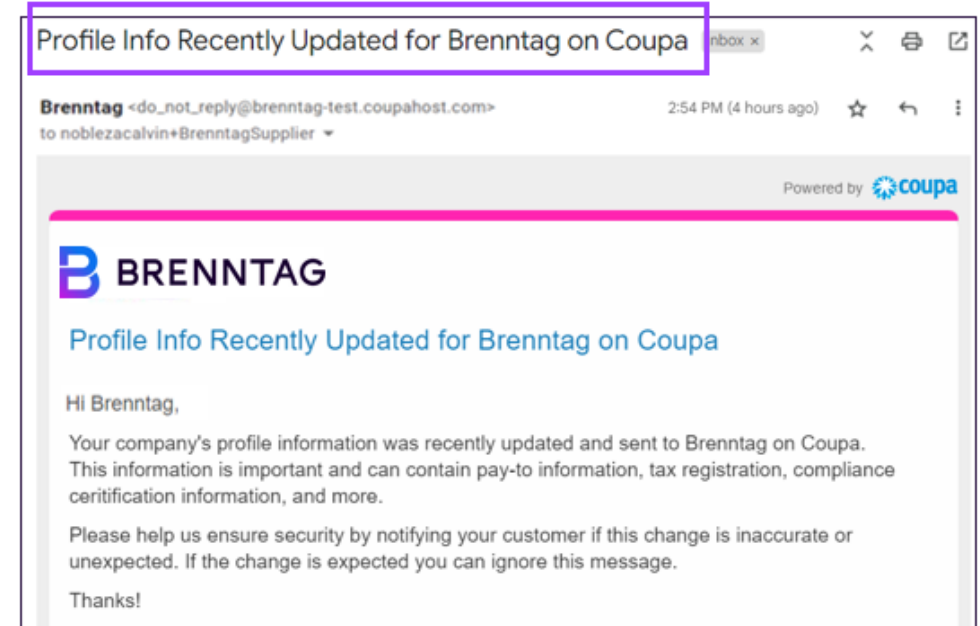 Profile Info Recently Updated for Brenntag on Coupa nbox ×
Brenntag <do_not_reply@brenntag-test.coupahost.com> 2:54 PM (4 hours ago)
to noblezacalvin+BrenntagSupplier
Powered by coupa
BRENNTAG
Profile Info Recently Updated for Brenntag on Coupa
Hi Brenntag,
Your company's profile information was recently updated and sent to Brenntag on Coupa.
This information is important and can contain pay-to information, tax registration, compliance
ceritification information, and more.
Please help us ensure security by notifying your customer if this change is inaccurate or
unexpected. If the change is expected you can ignore this message.
Thanks!